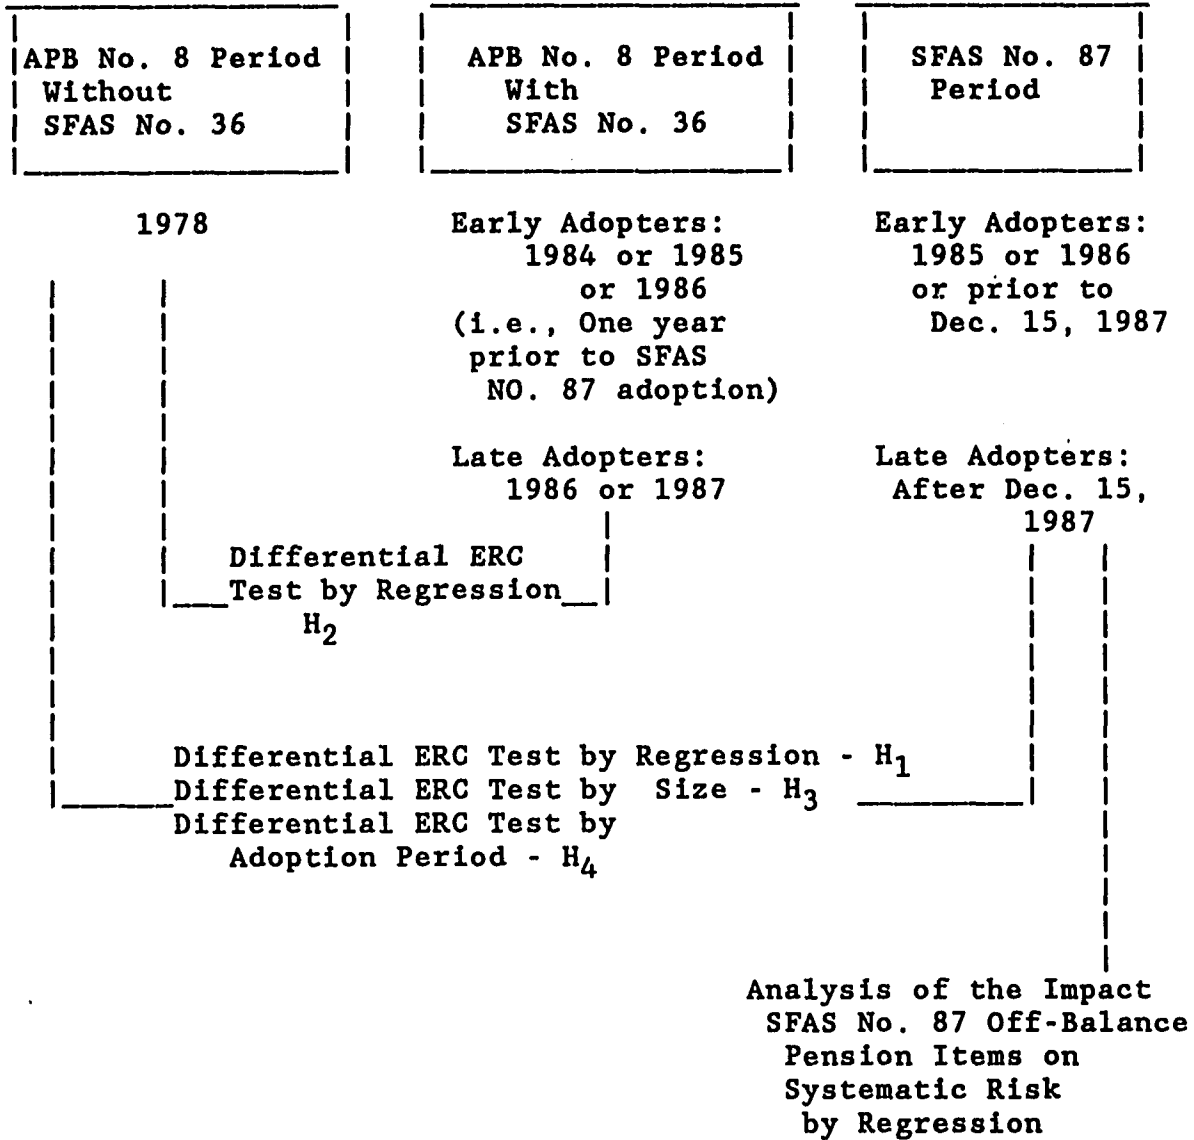 APB No. 8 Period
Without
SFAS No. 36
APB No. 8 Period
With
SFAS No. 36
SFAS No. 87
Period
1978
Early Adopters:
1984 or 1985
or 1986
(i.e., One year
prior to SFAS
NO. 87 adoption)
Early Adopters:
1985 or 1986
or prior to
Dec. 15, 1987
Late Adopters:
1986 or 1987
Late Adopters:
After Dec. 15,
1987
Differential ERC
Test by Regression
H₂
Differential ERC Test by Regression - H₁
Differential ERC Test by Size - H₃
Differential ERC Test by
Adoption Period - H₄
Analysis of the Impact
SFAS No. 87 Off-Balance
Pension Items on
Systematic Risk
by Regression